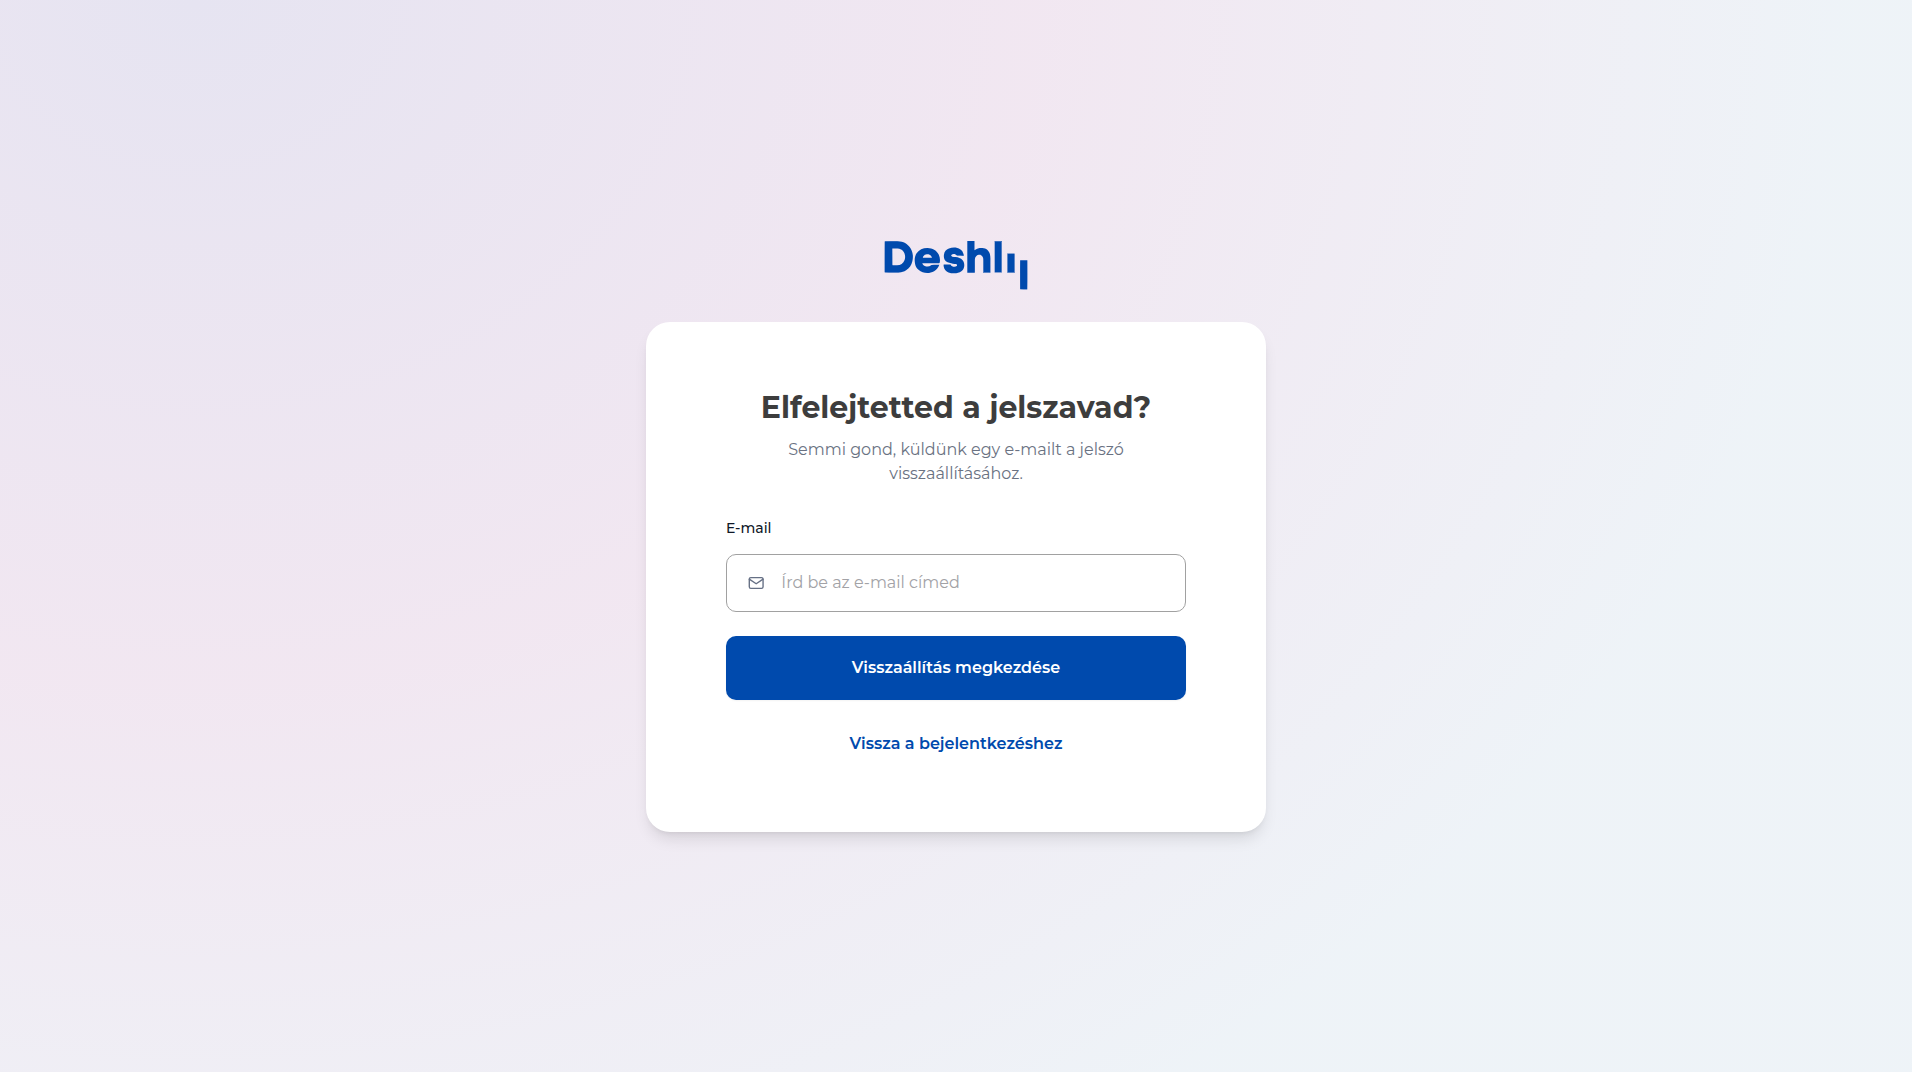 Deshly
Elfelejtetted a jelszavad?
Semmi gond, küldünk egy e-mailt a jelszó
visszaállításához.
E-mail
Írd be az e-mail címed
Visszaállítás megkezdése
Vissza a bejelentkezéshez